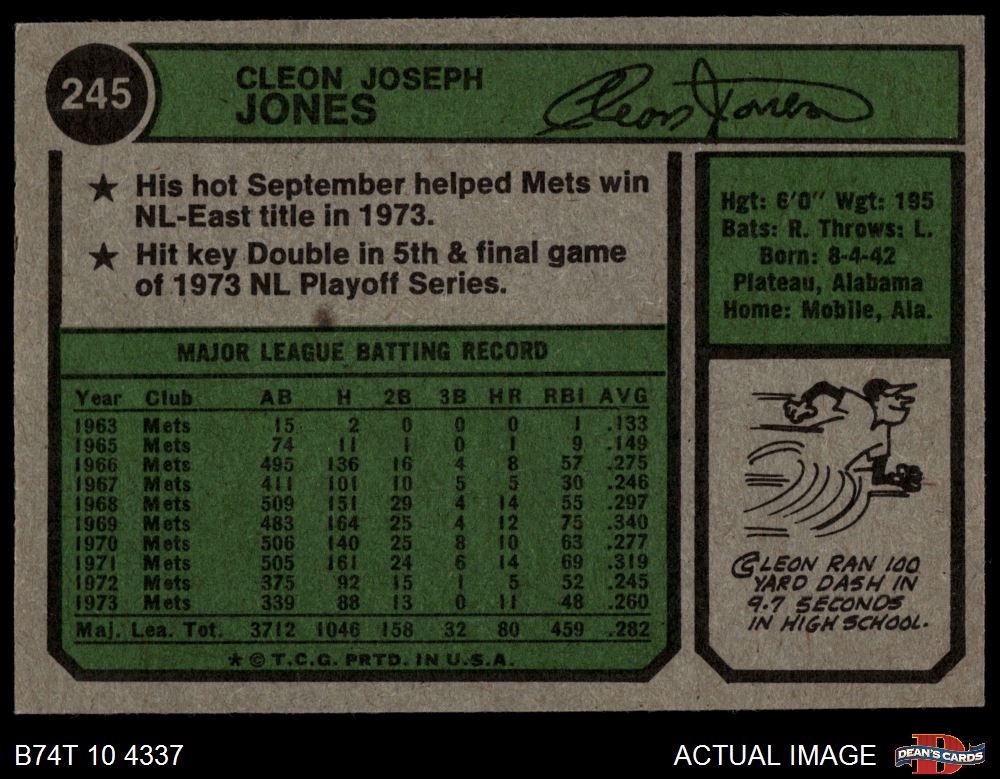 245
CLEON JOSEPH
JONES
Cleon Jones
★ His hot September helped Mets win
NL-East title in 1973.
★ Hit key Double in 5th & final game
of 1973 NL Playoff Series.
Hgt: 6'0" Wgt: 195
Bats: R. Throws: L.
Born: 8-4-42
Plateau, Alabama
Home: Mobile, Ala.
MAJOR LEAGUE BATTING RECORD
Year Club AB H 2B 3B HR RBI AVG
1963 Mets 15 2 0 0 0 1 .133
1965 Mets 74 11 1 0 1 9 .149
1966 Mets 495 136 16 4 8 57 .275
1967 Mets 411 101 10 5 5 30 .246
1968 Mets 509 151 29 4 14 55 .297
1969 Mets 483 164 25 4 12 75 .340
1970 Mets 506 140 25 8 10 63 .277
1971 Mets 505 161 24 6 14 69 .319
1972 Mets 375 92 15 1 5 52 .245
1973 Mets 339 88 13 0 11 48 .260
Maj. Lea. Tot. 3712 1046 158 32 80 459 .282
★ © T.C.G. PRTD. IN U.S.A.
CLEON RAN 100
YARD DASH IN
9.7 SECONDS
IN HIGH SCHOOL.
B74T 10 4337
ACTUAL IMAGE
DEAN'S CARDS